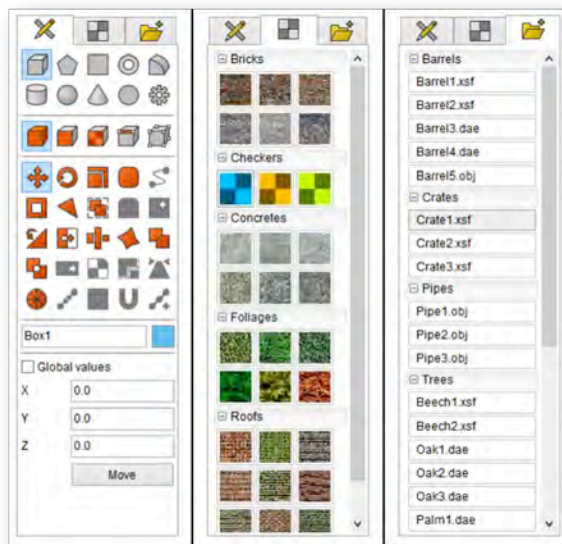 Box1
Global values
X 0.0
Y 0.0
Z 0.0
Move
Bricks
Checkers
Concretes
Foliages
Roofs
Barrels
Barrel1.xsf
Barrel2.xsf
Barrel3.dae
Barrel4.dae
Barrel5.obj
Crates
Crate1.xsf
Crate2.xsf
Crate3.xsf
Pipes
Pipe1.obj
Pipe2.obj
Pipe3.obj
Trees
Beech1.xsf
Beech2.xsf
Oak1.dae
Oak2.dae
Oak3.dae
Palm1.dae